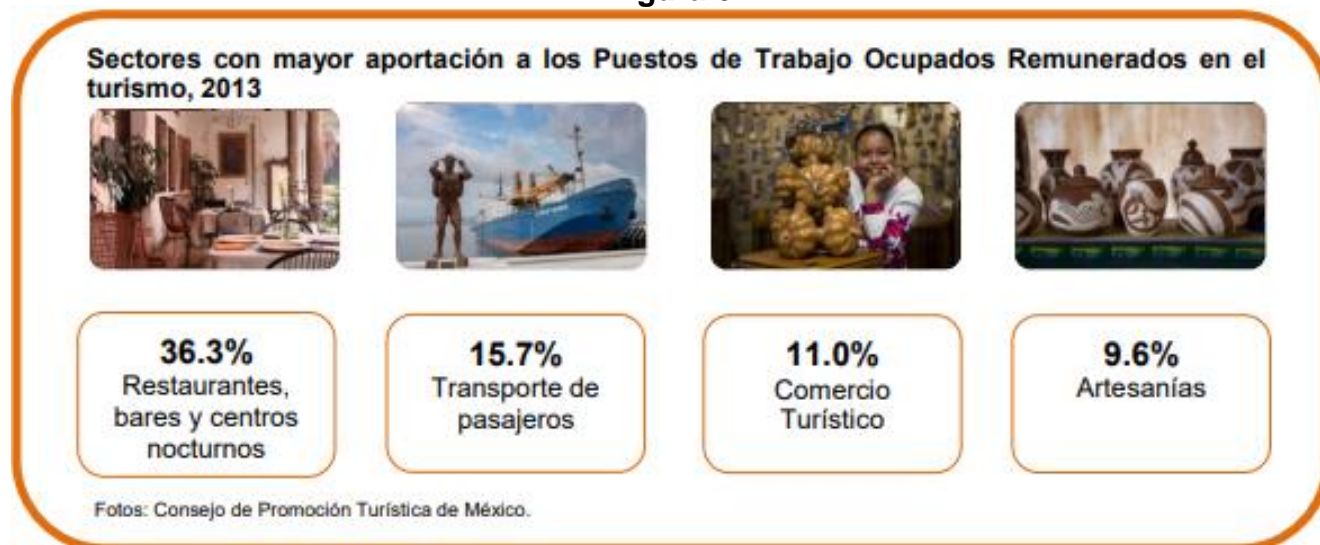 Sectores con mayor aportación a los Puestos de Trabajo Ocupados Remunerados en el
turismo, 2013
36.3%
Restaurantes,
bares y centros
nocturnos
15.7%
Transporte de
pasajeros
11.0%
Comercio
Turístico
9.6%
Artesanías
Fotos: Consejo de Promoción Turística de México.